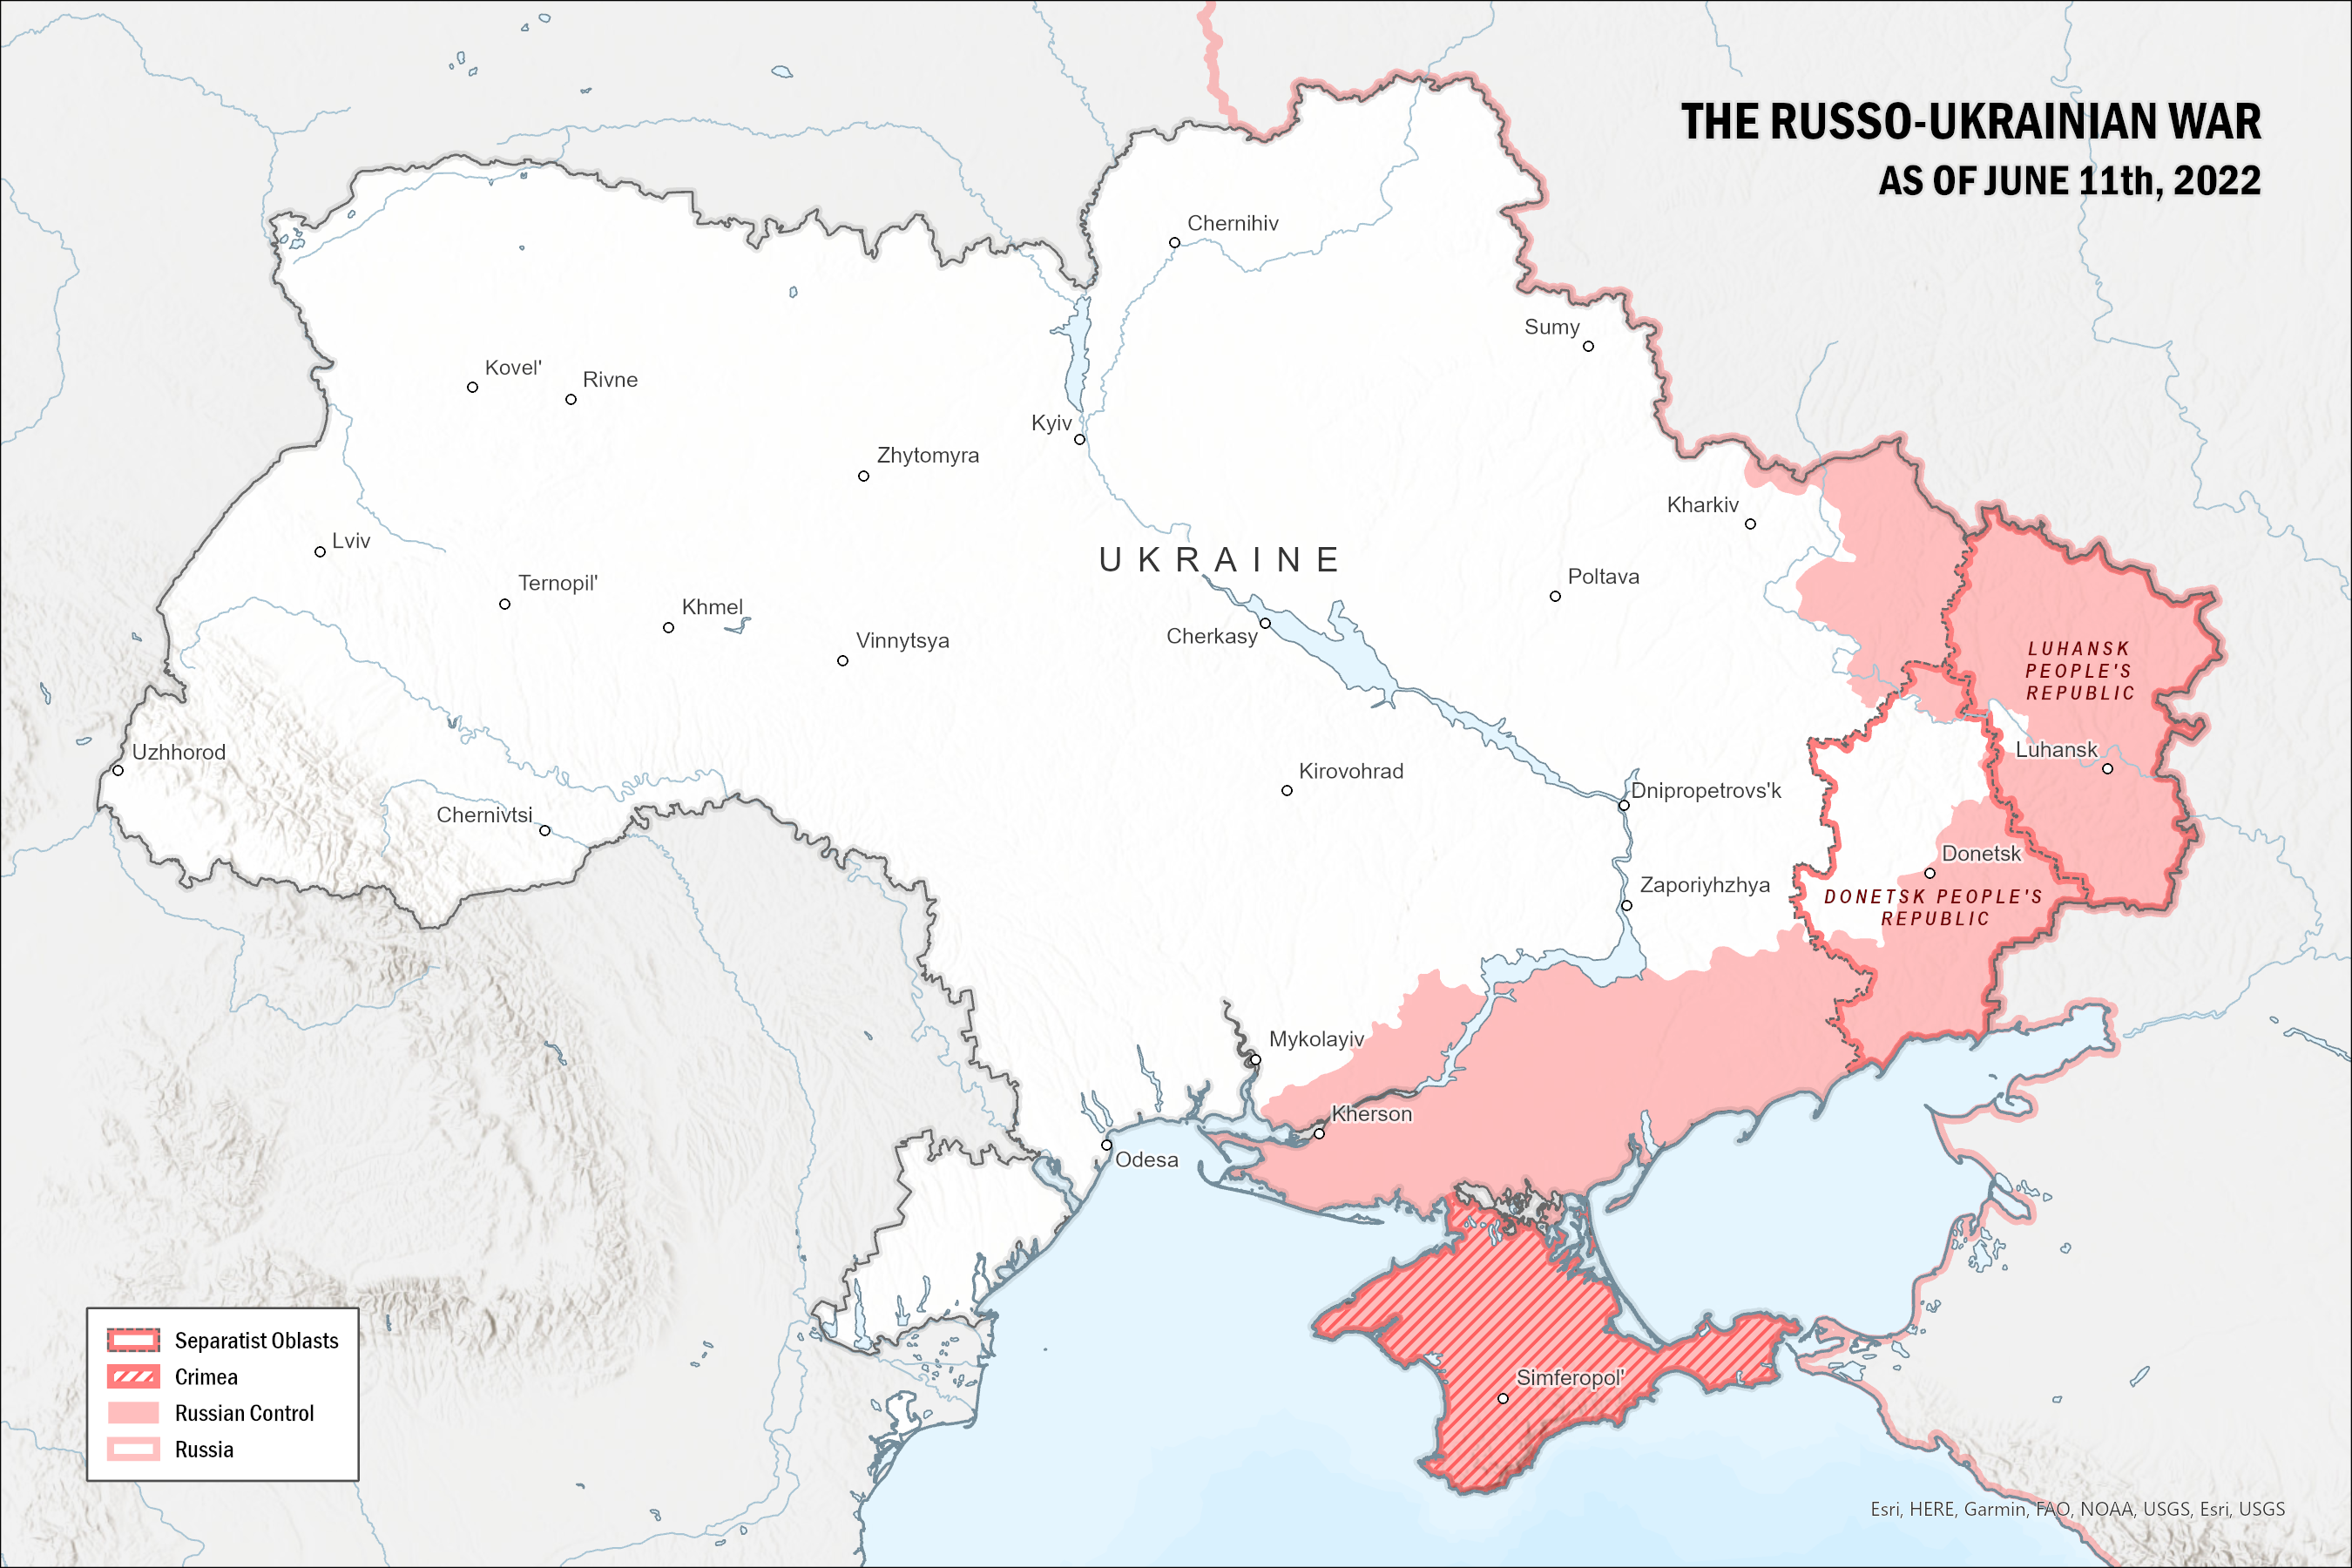 THE RUSSO-UKRAINIAN WAR
AS OF JUNE 11th, 2022
Chernihiv
Sumy
Kovel'
Rivne
Kyiv
Zhytomyra
Kharkiv
Lviv
UKRAINE
Ternopil'
Poltava
Khmel
Cherkasy
Vinnytsya
LUHANSK
PEOPLE'S
REPUBLIC
Uzhhorod
Luhansk
Kirovohrad
Dnipropetrovs'k
Chernivtsi
Donetsk
Zaporiyhzhya
DONETSK PEOPLE'S
REPUBLIC
Mykolayiv
Kherson
Odesa
Simferopol'
Separatist Oblasts
Crimea
Russian Control
Russia
Esri, HERE, Garmin, FAO, NOAA, USGS, Esri, USGS